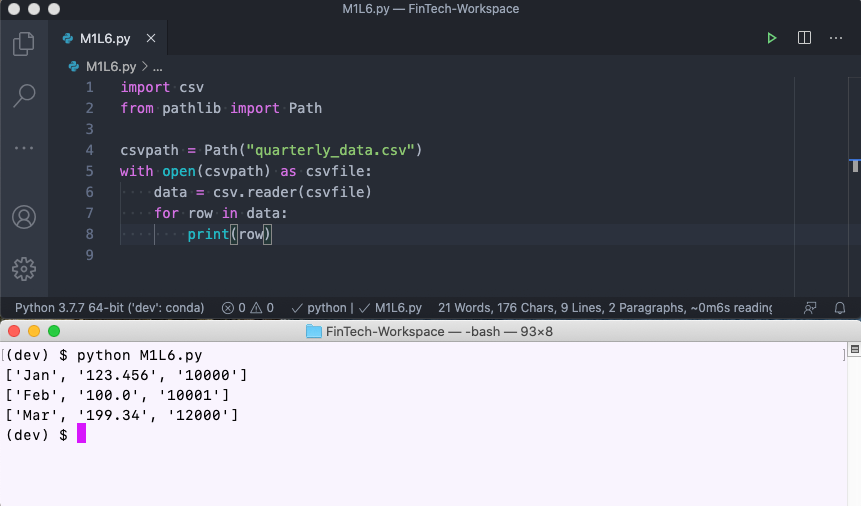 M1L6.py — FinTech-Workspace
M1L6.py
M1L6.py > ...
1 import csv
2 from pathlib import Path
3
4 csvpath = Path("quarterly_data.csv")
5 with open(csvpath) as csvfile:
6     data = csv.reader(csvfile)
7     for row in data:
8         print(row)
9
Python 3.7.7 64-bit ('dev': conda) 0 0 python | M1L6.py 21 Words, 176 Chars, 9 Lines, 2 Paragraphs, ~0m6s reading
FinTech-Workspace — -bash — 93×8
(dev) $ python M1L6.py
['Jan', '123.456', '10000']
['Feb', '100.0', '10001']
['Mar', '199.34', '12000']
(dev) $